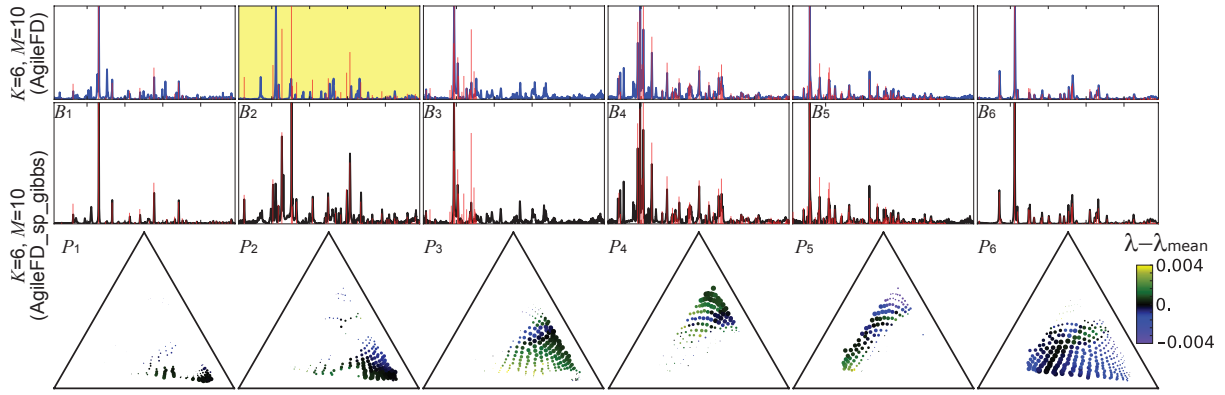 K=6, M=10
(AgileFD)
B1
B2
B3
B4
B5
B6
K=6, M=10
(AgileFD_sp_gibbs)
P1
P2
P3
P4
P5
P6
λ−λmean
0.004
0.
−0.004